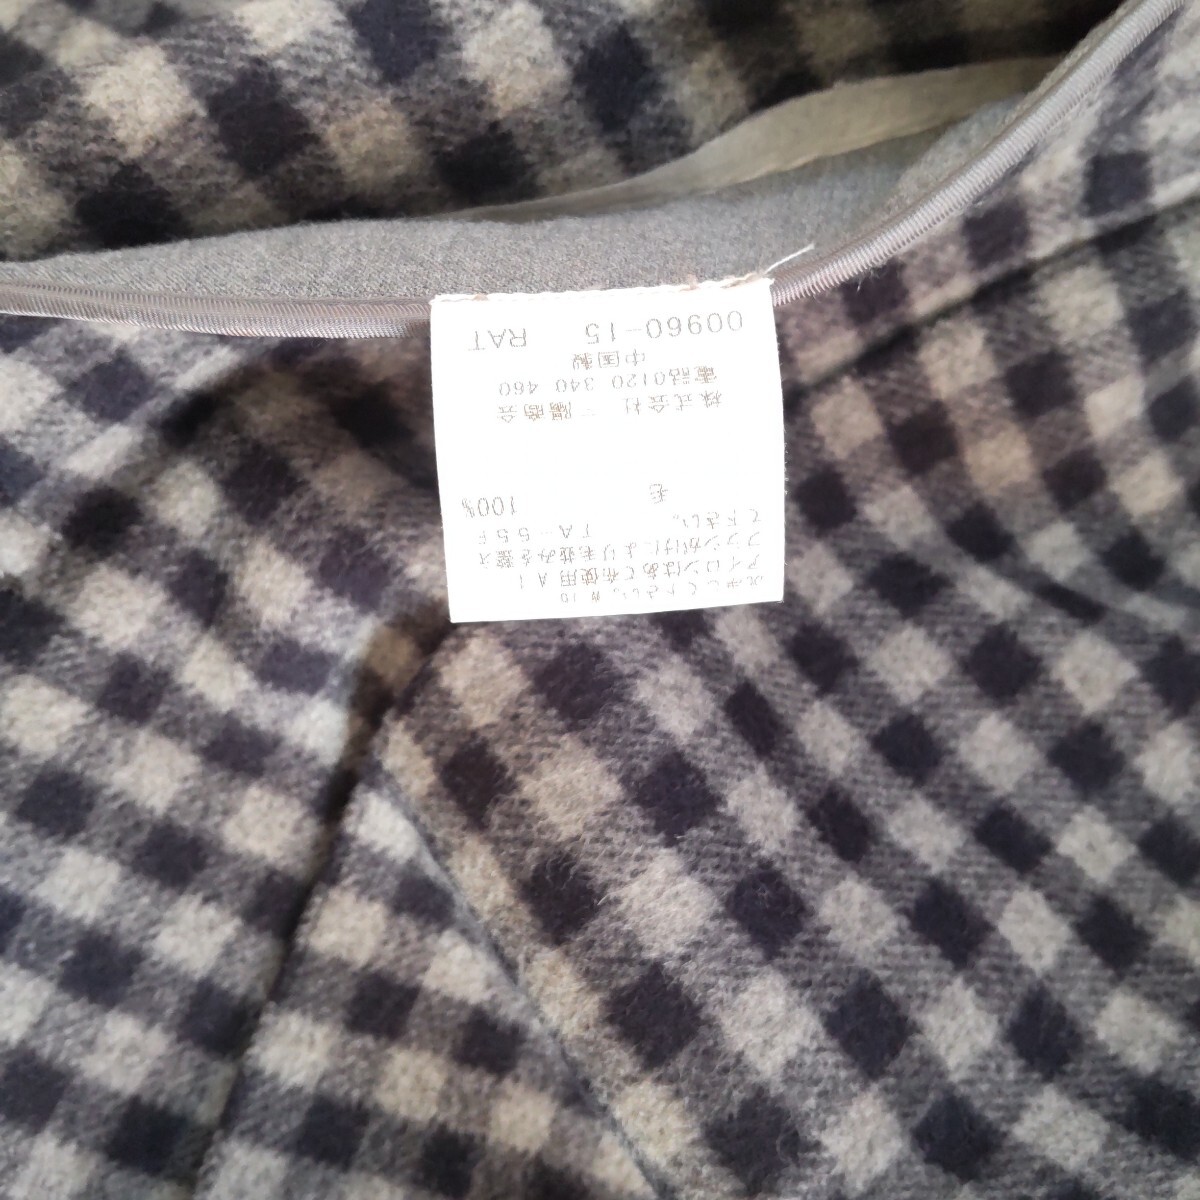 アイロンはあて布使用 A1
ブラシがけにより毛並みを整え
て下さい。 TA-55F
毛 100%
株式会社 三陽商会
電話0120 340 460
中国製
00960-15 RAT